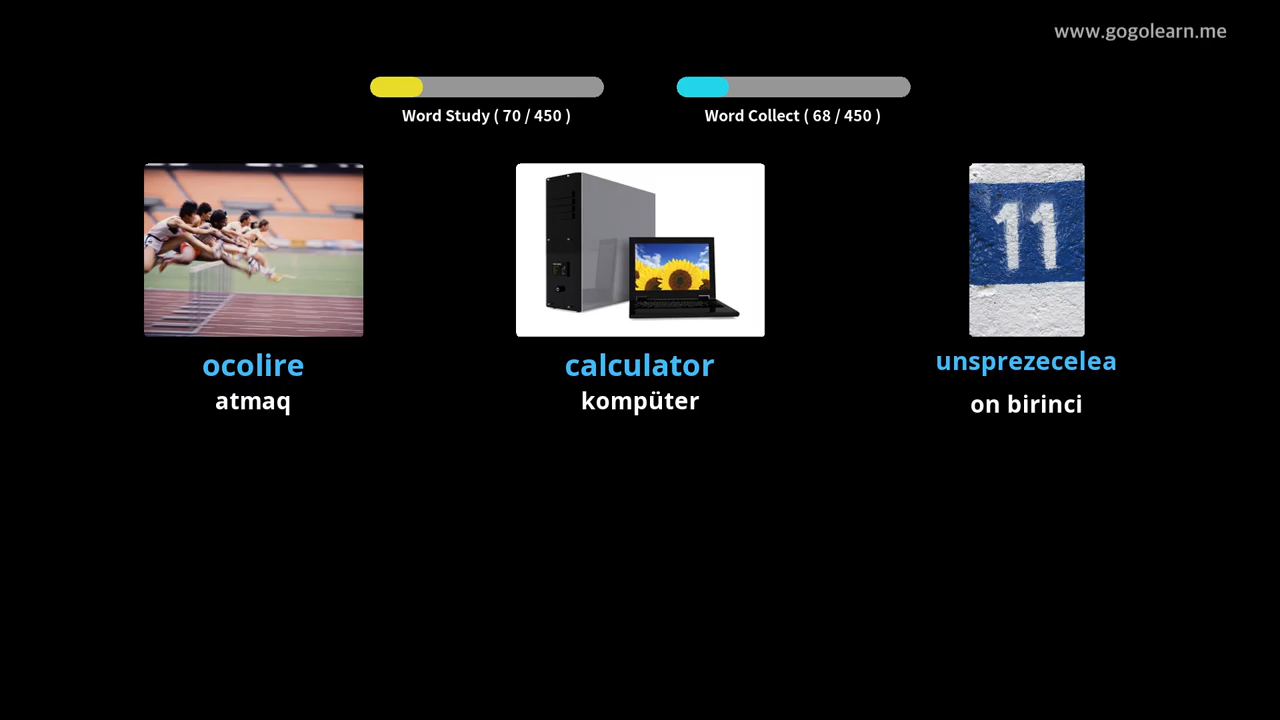 www.gogolearn.me
Word Study ( 70 / 450 )
Word Collect ( 68 / 450 )
11
ocolire
atmaq
calculator
kompüter
unsprezecelea
on birinci